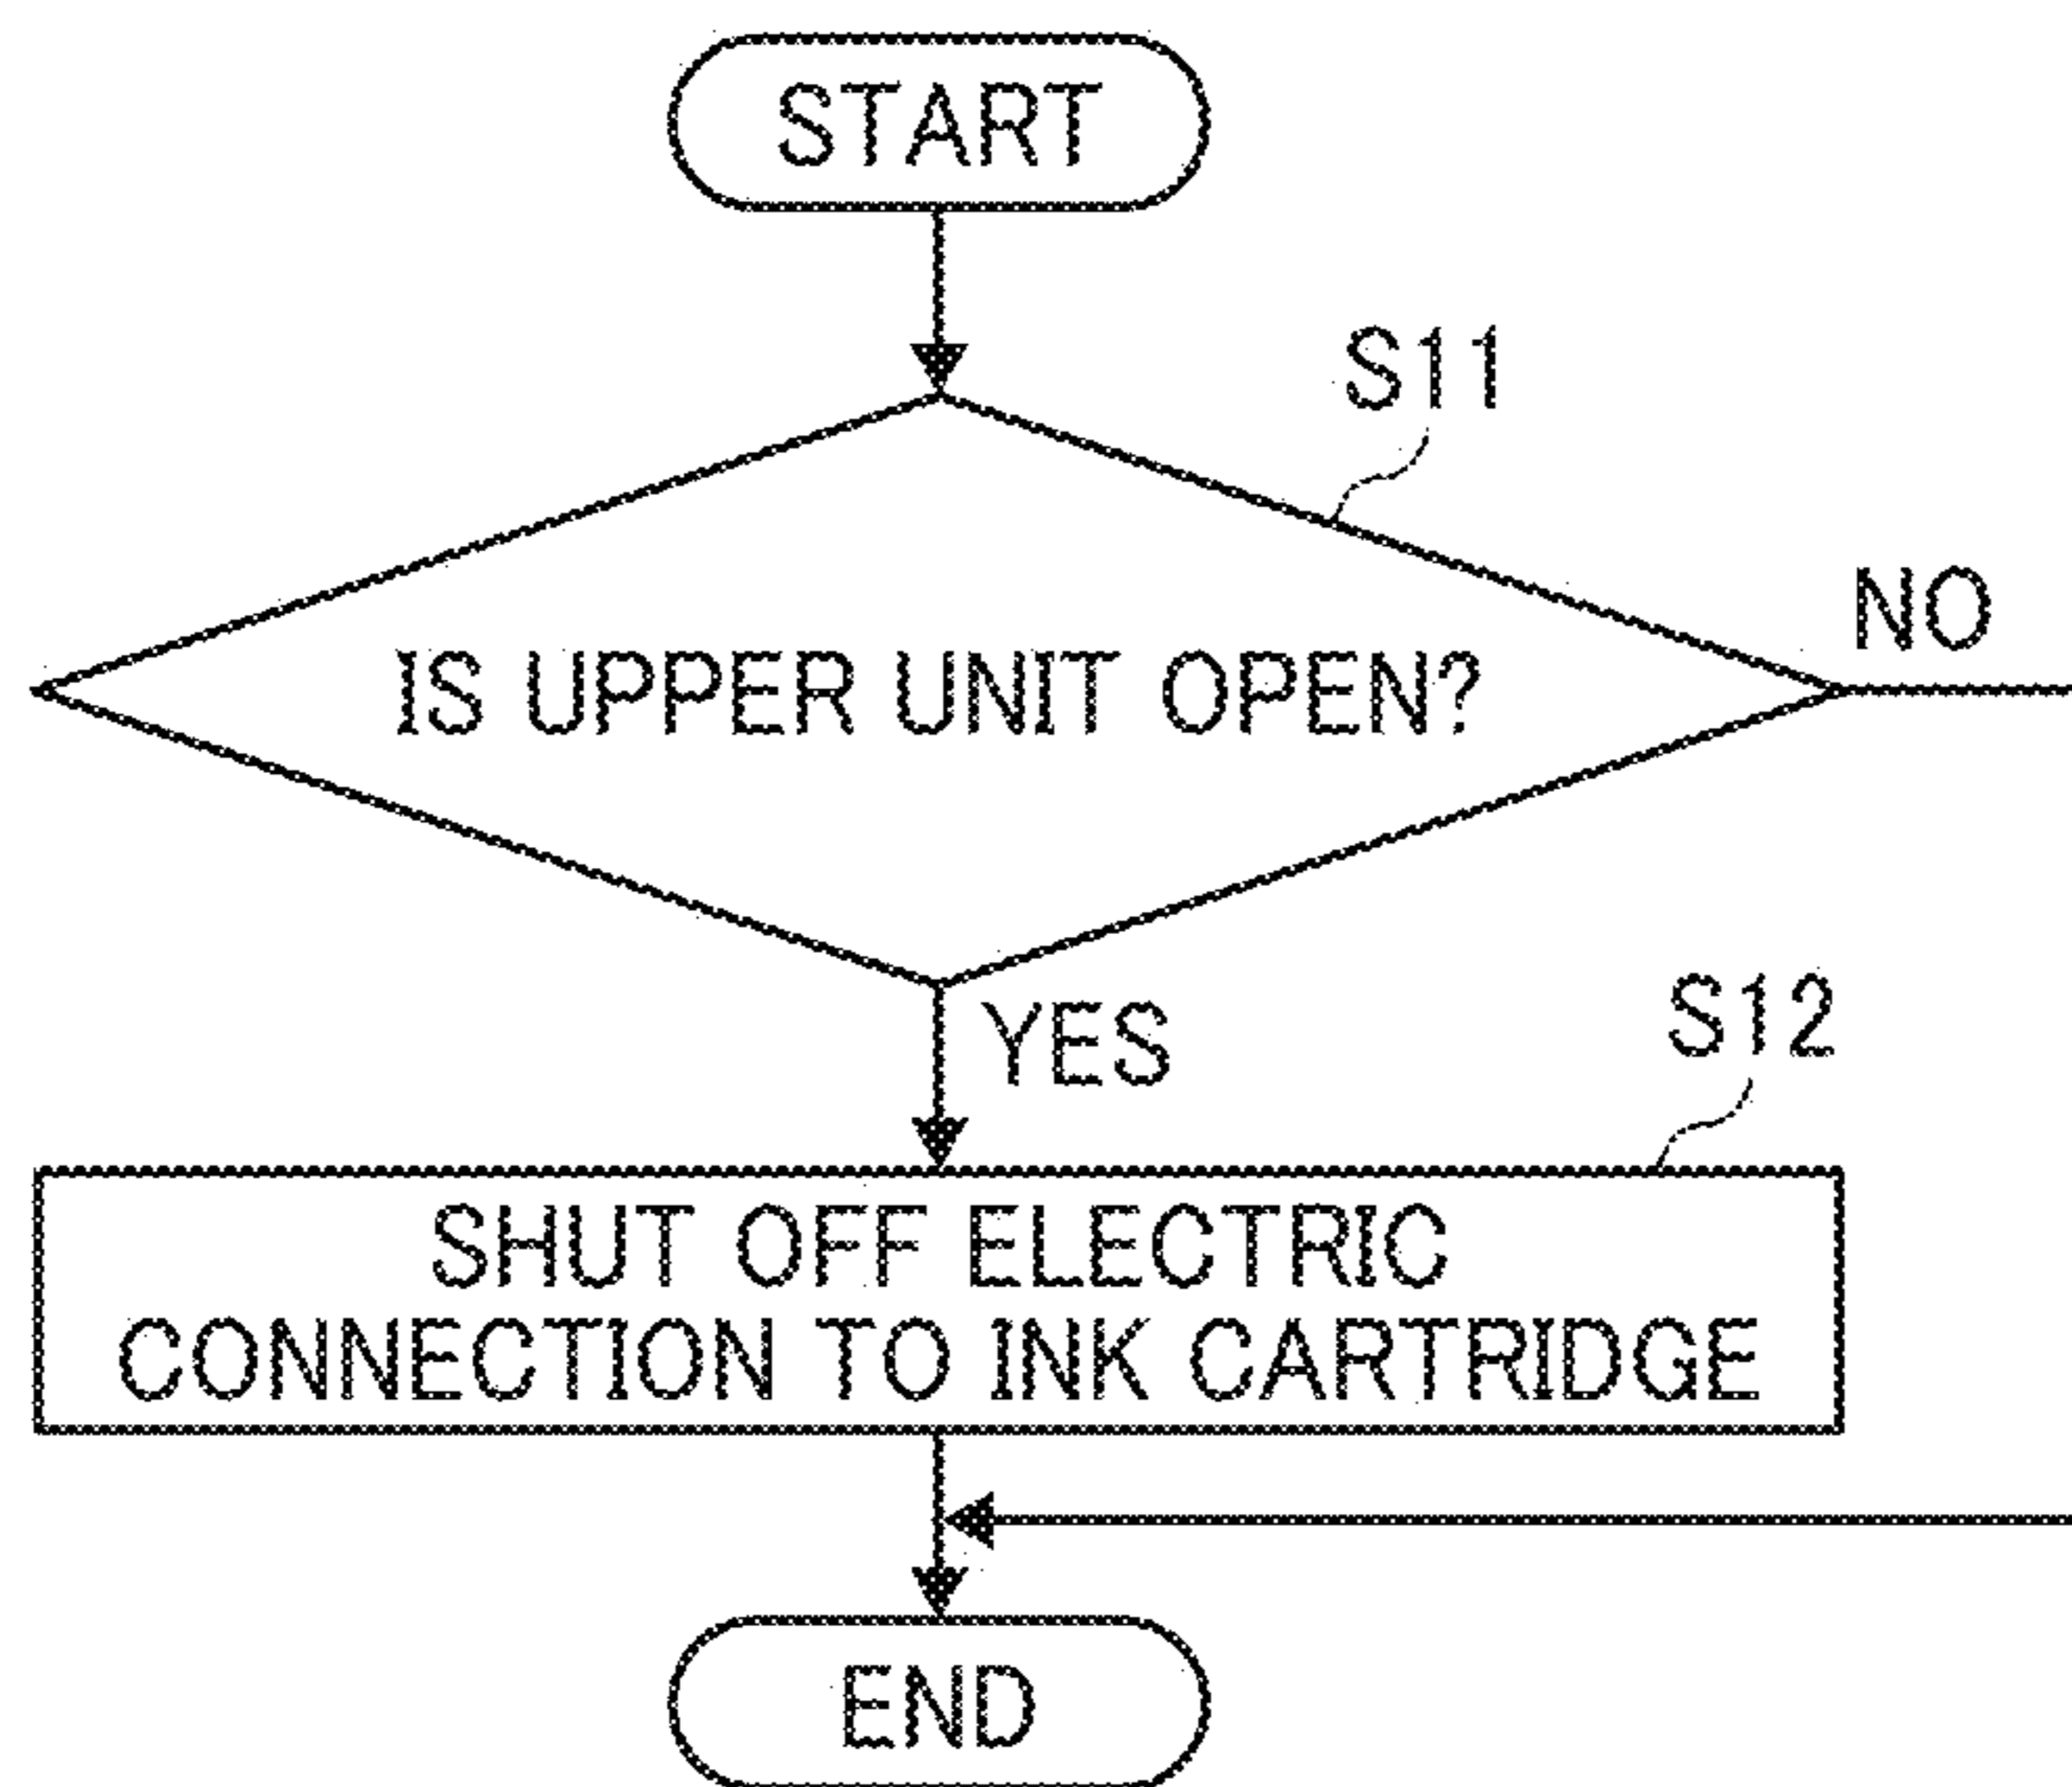 START
S11
IS UPPER UNIT OPEN?
NO
YES
S12
SHUT OFF ELECTRIC
CONNECTION TO INK CARTRIDGE
END